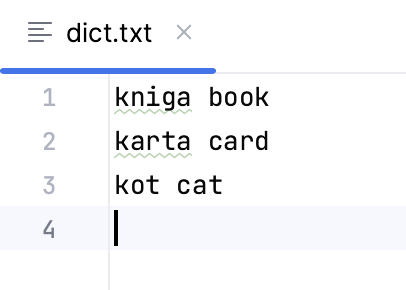 dict.txt
1 kniga book
2 karta card
3 kot cat
4